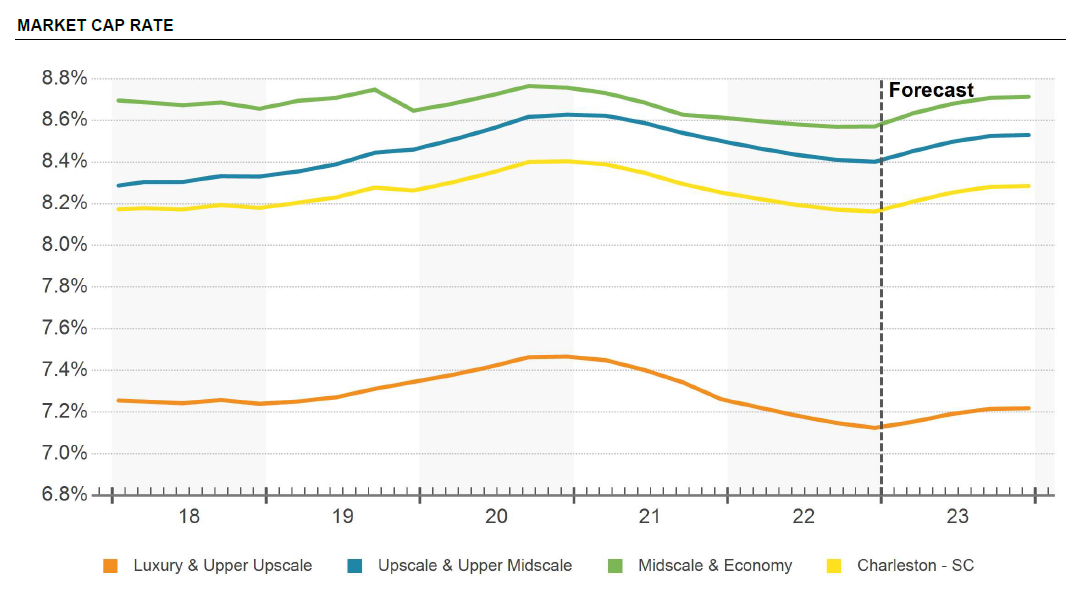 MARKET CAP RATE
8.8%
Forecast
8.6%
8.4%
8.2%
8.0%
7.8%
7.6%
7.4%
7.2%
7.0%
6.8%
18 19 20 21 22 23
Luxury & Upper Upscale Upscale & Upper Midscale Midscale & Economy Charleston - SC